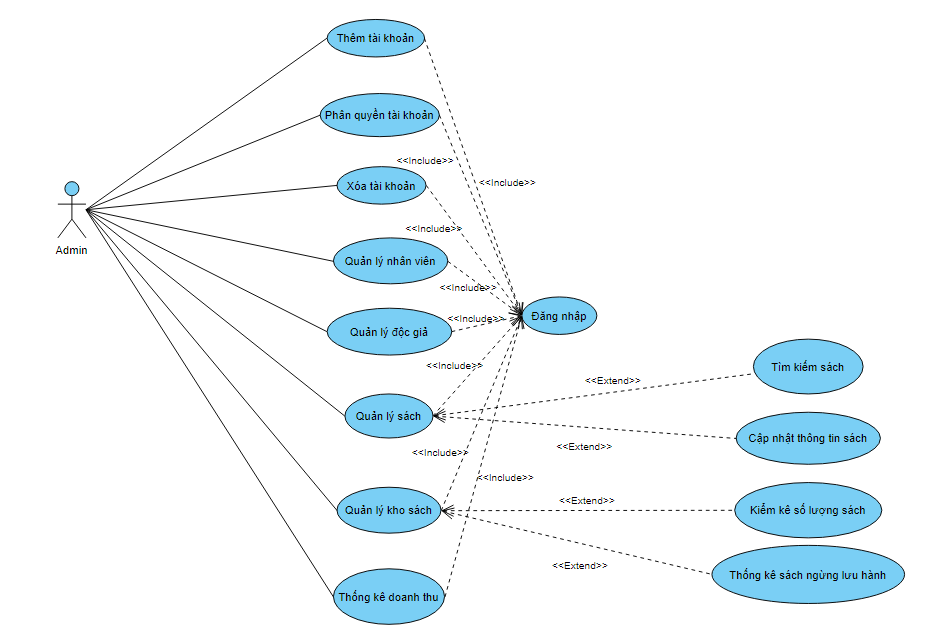 Thêm tài khoản
Phân quyền tài khoản
<<Include>>
<<Include>>
Xóa tài khoản
<<Include>>
Admin
Quản lý nhân viên
<<Include>>
<<Include>>
Đăng nhập
Quản lý độc giả
<<Include>>
Tìm kiếm sách
<<Extend>>
Quản lý sách
Cập nhật thông tin sách
<<Extend>>
<<Include>>
<<Include>>
<<Extend>>
Quản lý kho sách
Kiểm kê số lượng sách
<<Extend>>
Thống kê sách ngừng lưu hành
Thống kê doanh thu